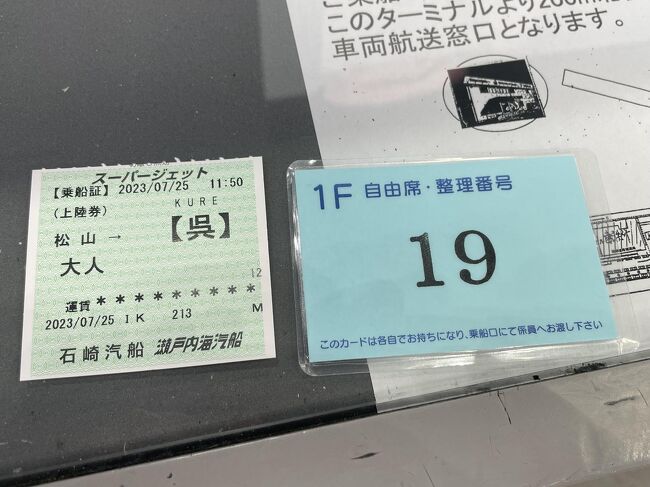 このターミナルより200m
車両航送窓口となります。
スーパージェット
【乗船証】 2023/07/25 11:50
(上陸券) KURE
松山→ 【呉】
大人
12
運賃 * * * * * * * * * *
2023/07/25 IK 213 M
石崎汽船 瀬戸内海汽船
1F 自由席・整理番号
19
このカードは各自でお持ちになり、乗船口にて係員へお渡し下さい